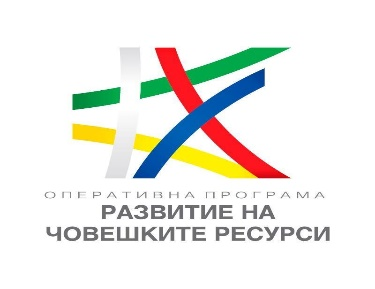 ОПЕРАТИВНА ПРОГРАМА
РАЗВИТИЕ НА
ЧОВЕШКИТЕ РЕСУРСИ